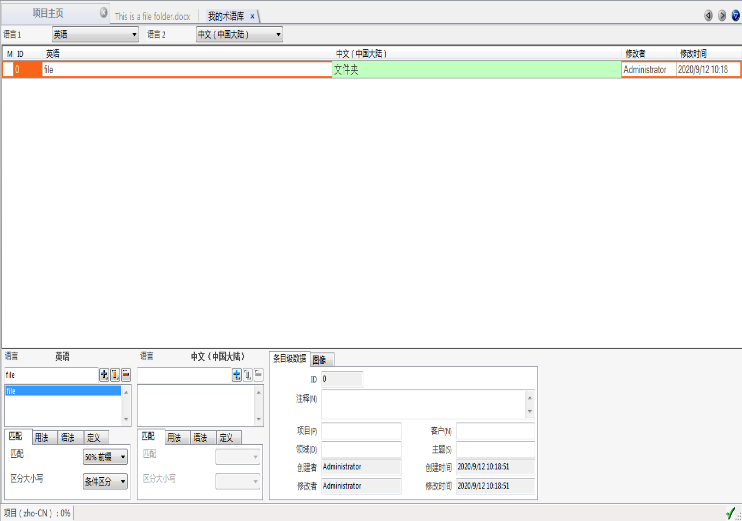 项目主页 This is a file folder.docx 我的术语库 x
语言 1 英语 语言 2 中文（中国大陆）
M ID 英语 中文（中国大陆） 修改者 修改时间
0 file 文件夹 Administrator 2020/9/12 10:18
语言 英语 语言 中文（中国大陆） 条目级数据 图像
file
file
ID 0
注释(N)
匹配 用法 语法 定义 匹配 用法 语法 定义
项目(P) 客户(N)
匹配 50% 前缀 匹配
领域(D) 主题(S)
创建者 Administrator 创建时间 2020/9/12 10:18:51
区分大小写 条件区分 区分大小写
修改者 Administrator 修改时间 2020/9/12 10:18:51
项目（zho-CN）: 0%